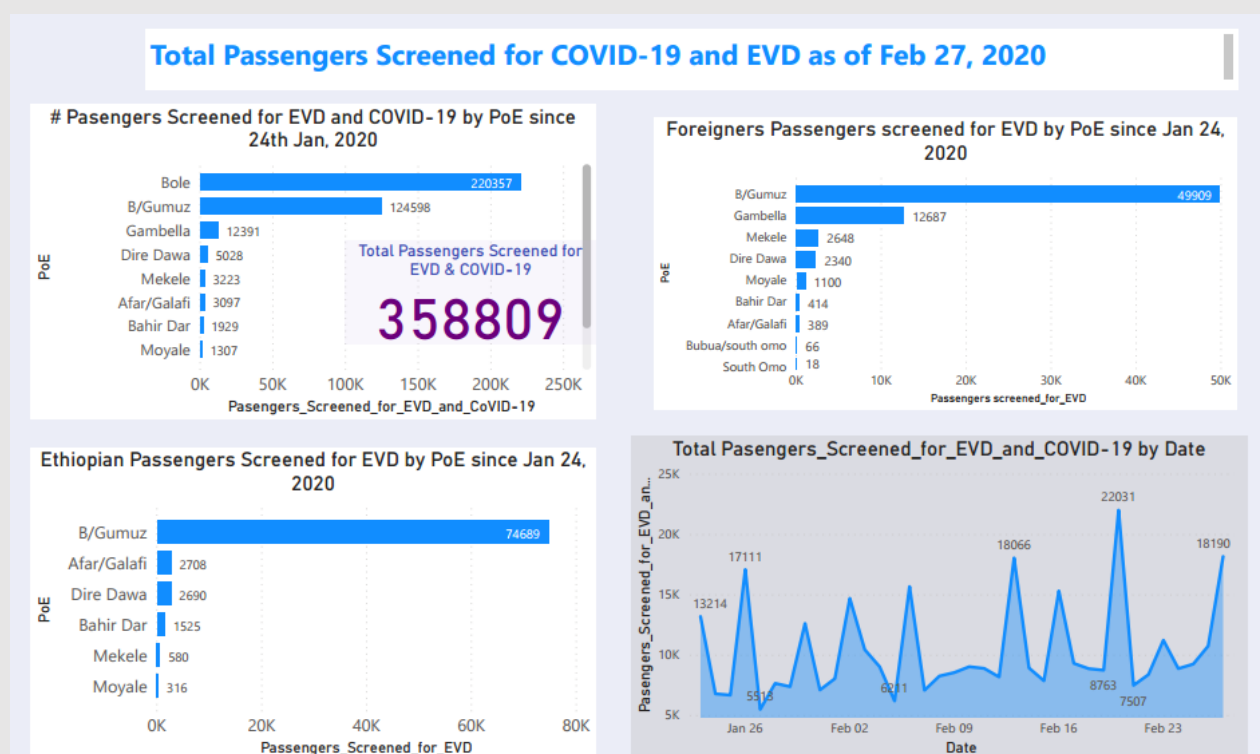 Total Passengers Screened for COVID-19 and EVD as of Feb 27, 2020
# Pasengers Screened for EVD and COVID-19 by PoE since
24th Jan, 2020
PoE
Bole 220357
B/Gumuz 124598
Gambella 12391
Dire Dawa 5028
Mekele 3223
Afar/Galafi 3097
Bahir Dar 1929
Moyale 1307
0K 50K 100K 150K 200K 250K
Pasengers_Screened_for_EVD_and_CoVID-19
Total Passengers Screened for
EVD & COVID-19
358809
Foreigners Passengers screened for EVD by PoE since Jan 24,
2020
PoE
B/Gumuz 49909
Gambella 12687
Mekele 2648
Dire Dawa 2340
Moyale 1100
Bahir Dar 414
Afar/Galafi 389
Bubua/south omo 66
South Omo 18
0K 10K 20K 30K 40K 50K
Passengers screened_for_EVD
Ethiopian Passengers Screened for EVD by PoE since Jan 24,
2020
PoE
B/Gumuz 74689
Afar/Galafi 2708
Dire Dawa 2690
Bahir Dar 1525
Mekele 580
Moyale 316
0K 20K 40K 60K 80K
Passengers_Screened_for_EVD
Total Pasengers_Screened_for_EVD_and_COVID-19 by Date
Pasengers_Screened_for_EVD_an...
25K
20K
15K
10K
5K
13214
17111
5513
6211
18066
8763
22031
7507
18190
Jan 26 Feb 02 Feb 09 Feb 16 Feb 23
Date